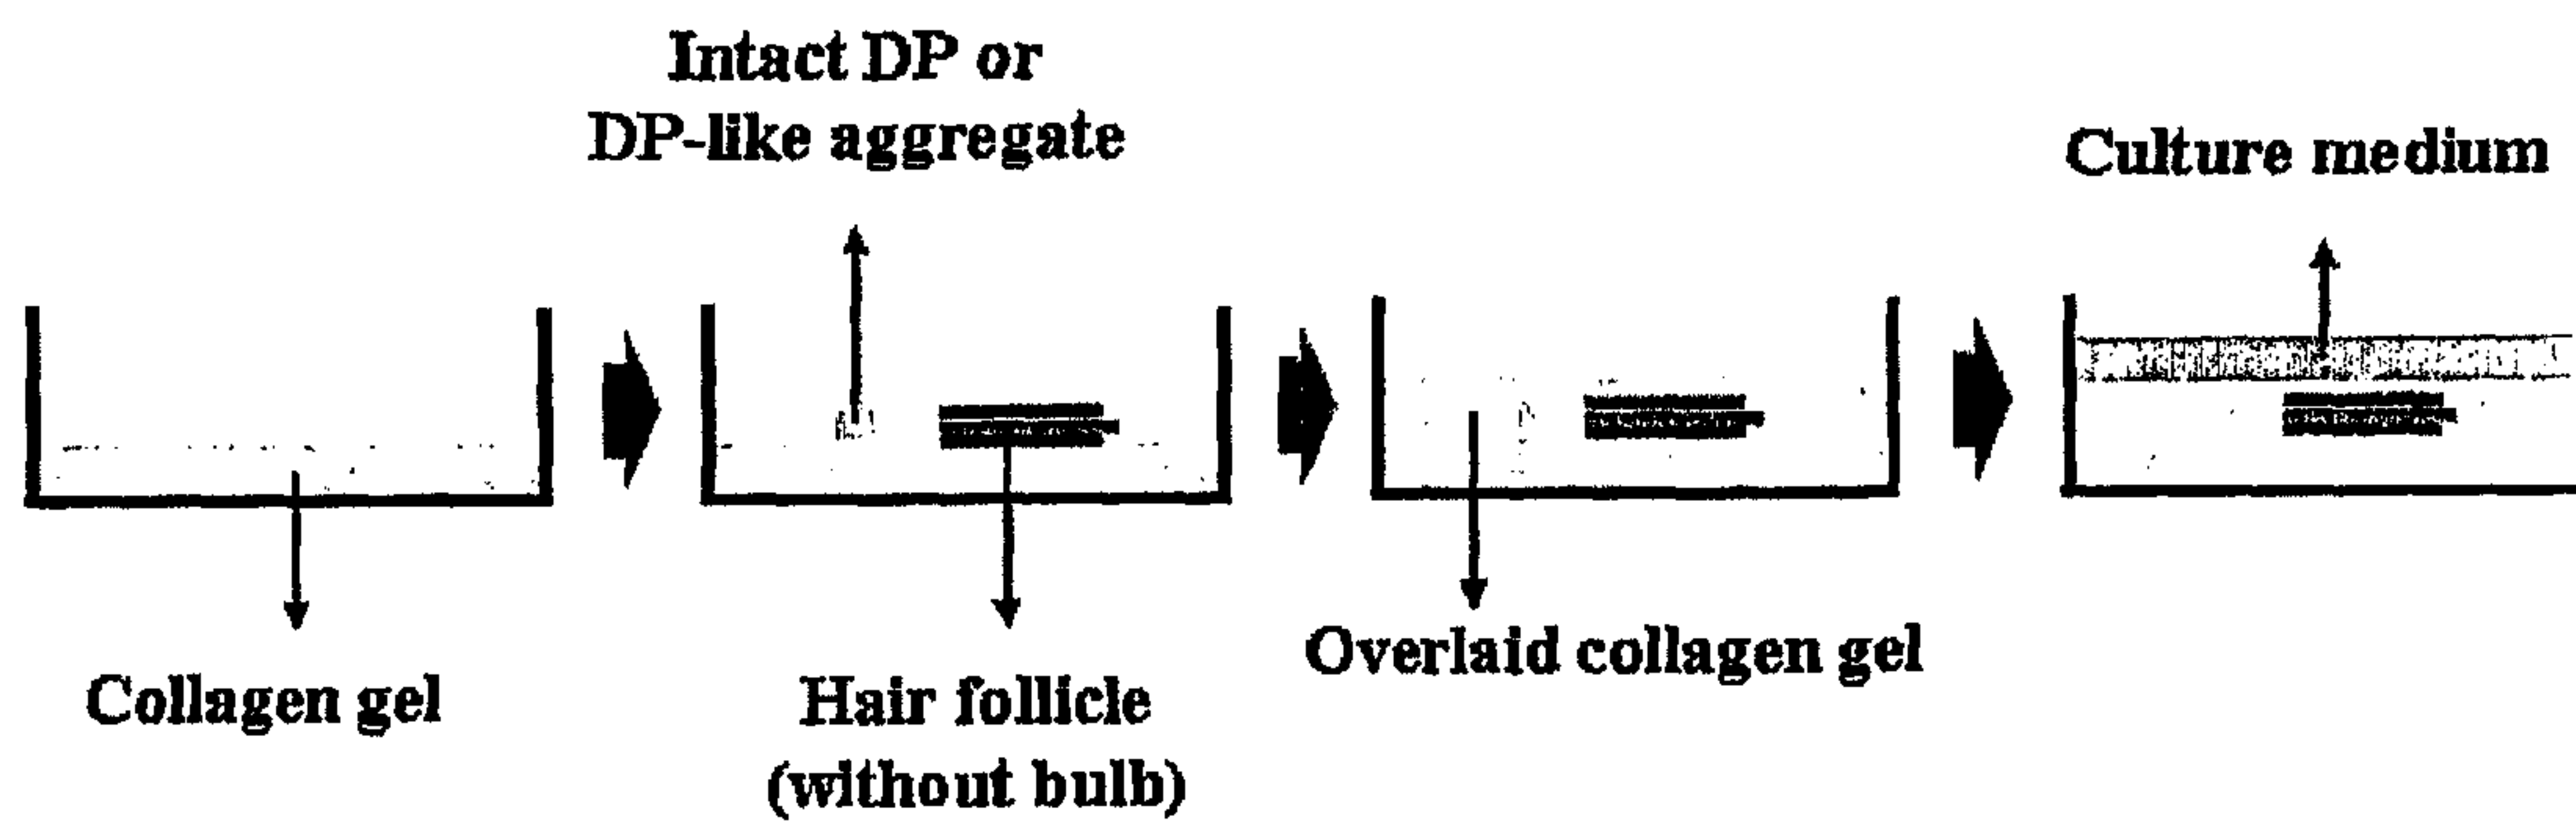 Intact DP or
DP-like aggregate
Culture medium
Collagen gel
Hair follicle
(without bulb)
Overlaid collagen gel